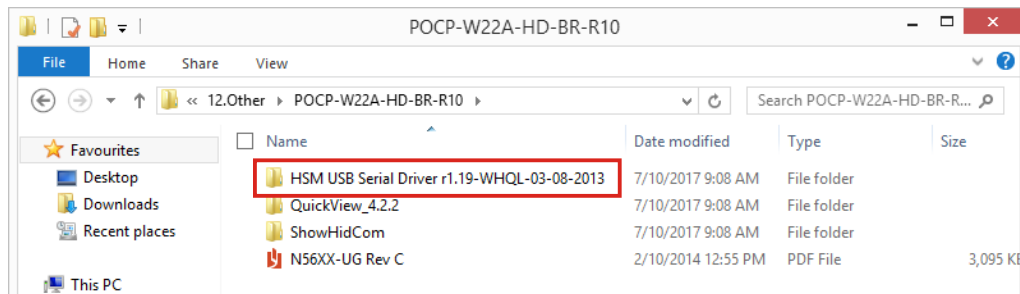 POCP-W22A-HD-BR-R10
File Home Share View
« 12.Other POCP-W22A-HD-BR-R10 Search POCP-W22A-HD-BR-R...
Favourites
Desktop
Downloads
Recent places
This PC
Name Date modified Type Size
HSM USB Serial Driver r1.19-WHQL-03-08-2013 7/10/2017 9:08 AM File folder
QuickView_4.2.2 7/10/2017 9:08 AM File folder
ShowHidCom 7/10/2017 9:08 AM File folder
N56XX-UG Rev C 2/10/2014 12:55 PM PDF File 3,095 KB